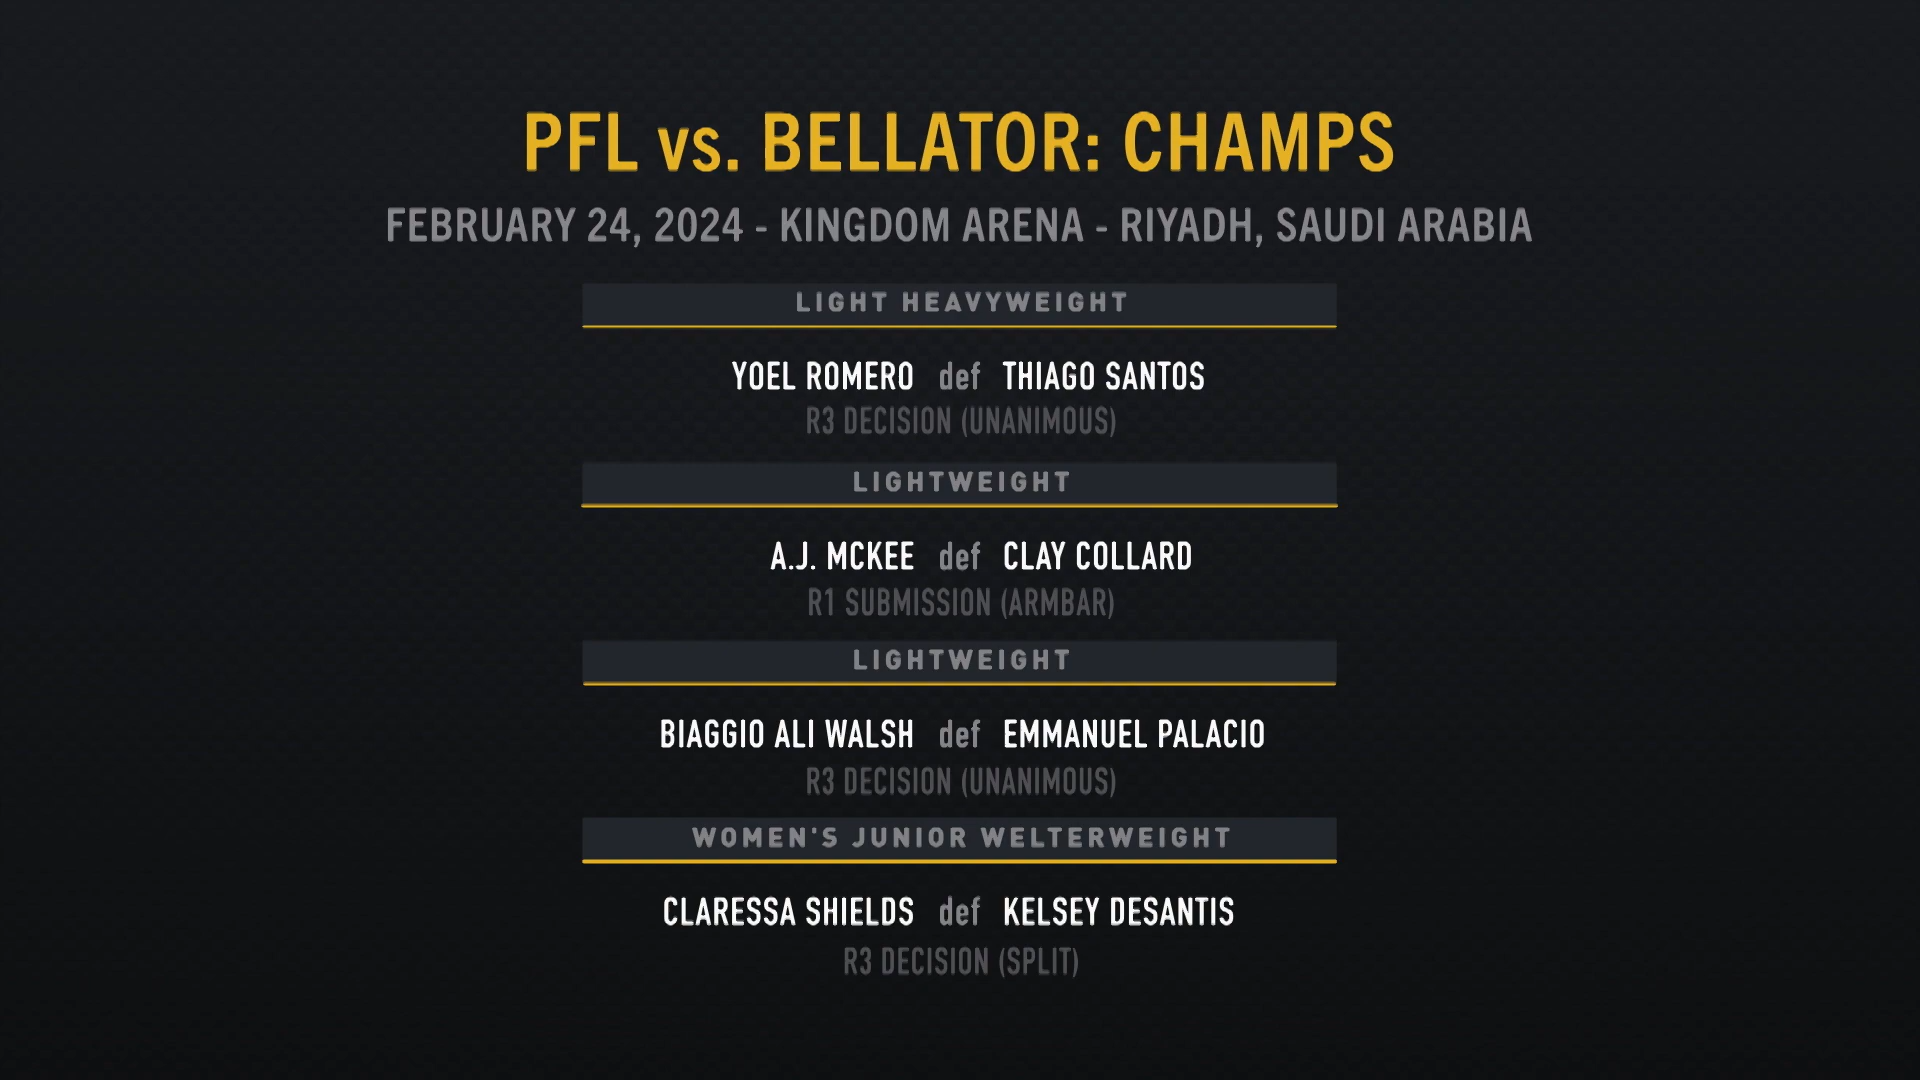 PFL vs. BELLATOR: CHAMPS
FEBRUARY 24, 2024 - KINGDOM ARENA - RIYADH, SAUDI ARABIA
LIGHT HEAVYWEIGHT
YOEL ROMERO def THIAGO SANTOS
R3 DECISION (UNANIMOUS)
LIGHTWEIGHT
A.J. MCKEE def CLAY COLLARD
R1 SUBMISSION (ARMBAR)
LIGHTWEIGHT
BIAGGIO ALI WALSH def EMMANUEL PALACIO
R3 DECISION (UNANIMOUS)
WOMEN'S JUNIOR WELTERWEIGHT
CLARESSA SHIELDS def KELSEY DESANTIS
R3 DECISION (SPLIT)